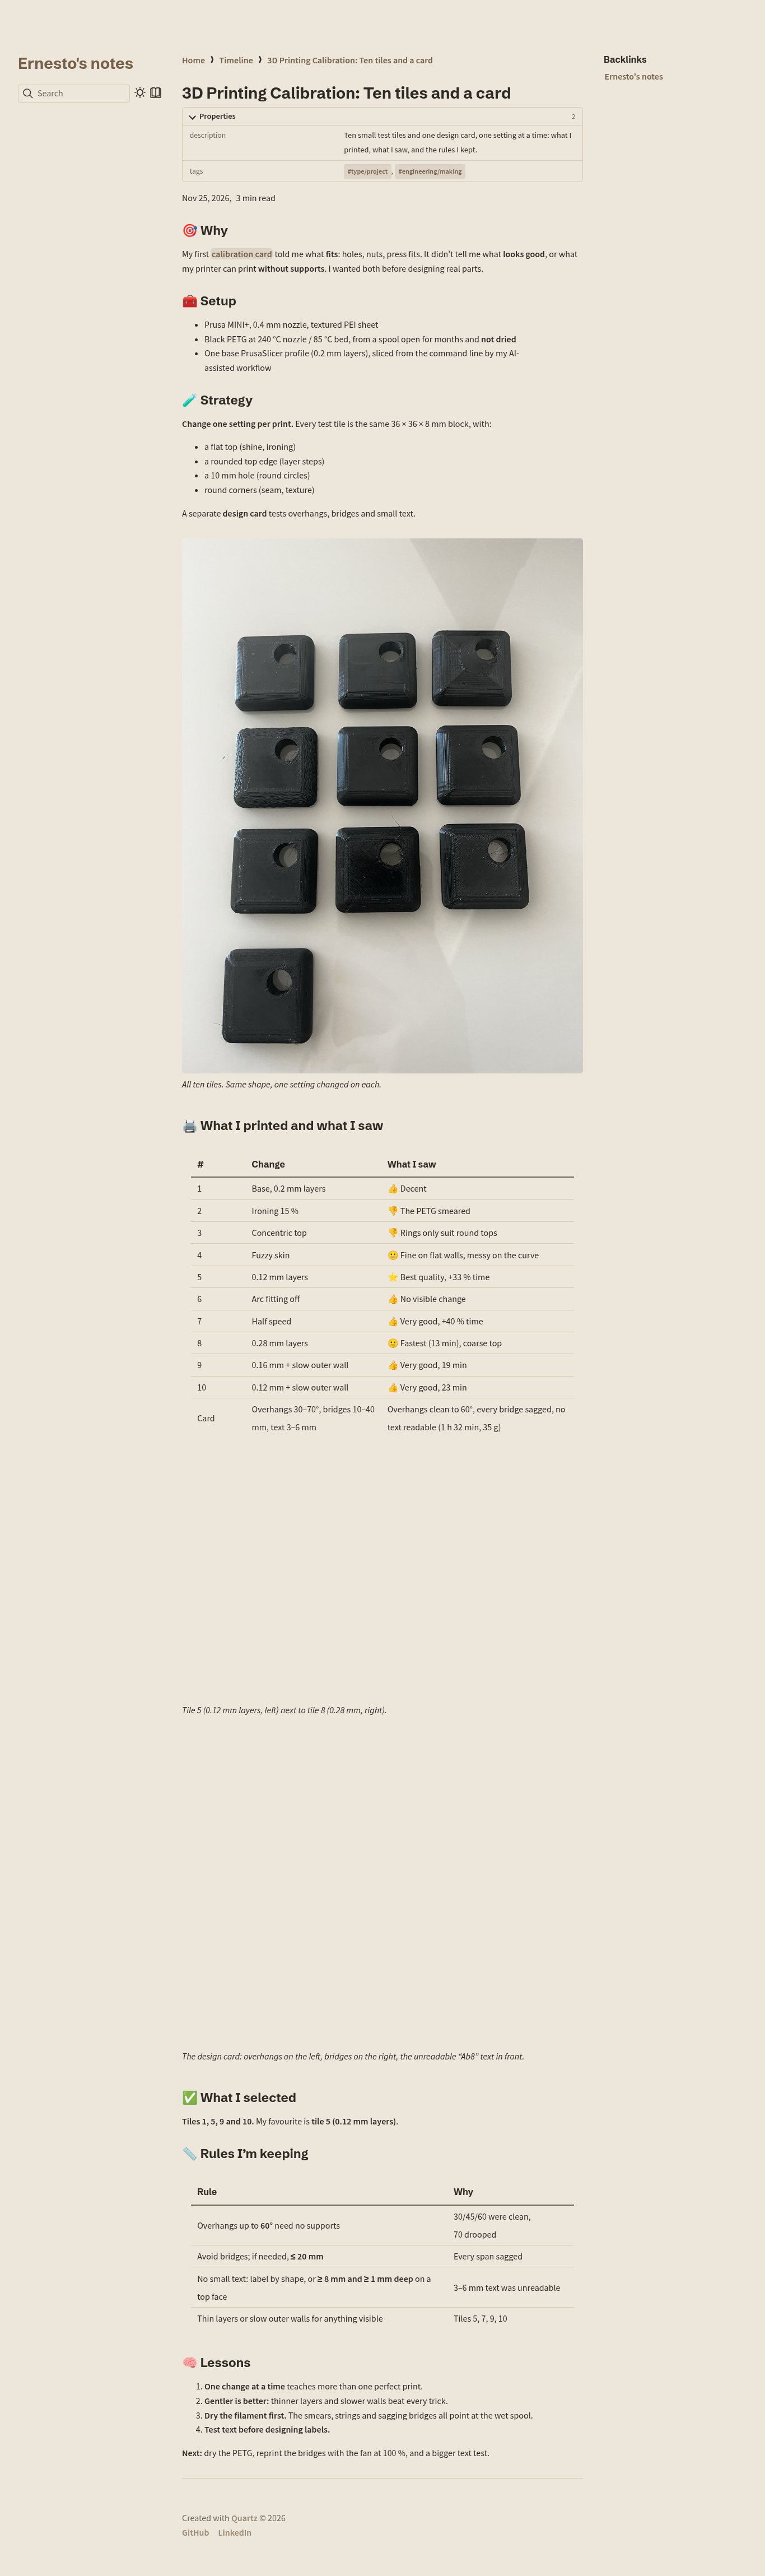 Ernesto's notes
Search
Home ❱ Timeline ❱ 3D Printing Calibration: Ten tiles and a card
3D Printing Calibration: Ten tiles and a card
Properties 2
description Ten small test tiles and one design card, one setting at a time: what I
printed, what I saw, and the rules I kept.
tags #type/project , #engineering/making
Nov 25, 2026, 3 min read
🎯 Why
My first calibration card told me what fits: holes, nuts, press fits. It didn't tell me what looks good, or what
my printer can print without supports. I wanted both before designing real parts.
🧰 Setup
• Prusa MINI+, 0.4 mm nozzle, textured PEI sheet
• Black PETG at 240 °C nozzle / 85 °C bed, from a spool open for months and not dried
• One base PrusaSlicer profile (0.2 mm layers), sliced from the command line by my AI-
assisted workflow
🧪 Strategy
Change one setting per print. Every test tile is the same 36 × 36 × 8 mm block, with:
• a flat top (shine, ironing)
• a rounded top edge (layer steps)
• a 10 mm hole (round circles)
• round corners (seam, texture)
A separate design card tests overhangs, bridges and small text.
All ten tiles. Same shape, one setting changed on each.
🖨️ What I printed and what I saw
# Change What I saw
1 Base, 0.2 mm layers 👍 Decent
2 Ironing 15 % 👎 The PETG smeared
3 Concentric top 👎 Rings only suit round tops
4 Fuzzy skin 😐 Fine on flat walls, messy on the curve
5 0.12 mm layers ⭐ Best quality, +33 % time
6 Arc fitting off 👍 No visible change
7 Half speed 👍 Very good, +40 % time
8 0.28 mm layers 😐 Fastest (13 min), coarse top
9 0.16 mm + slow outer wall 👍 Very good, 19 min
10 0.12 mm + slow outer wall 👍 Very good, 23 min
Card Overhangs 30–70°, bridges 10–40 Overhangs clean to 60°, every bridge sagged, no
mm, text 3–6 mm text readable (1 h 32 min, 35 g)
Tile 5 (0.12 mm layers, left) next to tile 8 (0.28 mm, right).
The design card: overhangs on the left, bridges on the right, the unreadable “Ab8” text in front.
✅ What I selected
Tiles 1, 5, 9 and 10. My favourite is tile 5 (0.12 mm layers).
📏 Rules I'm keeping
Rule Why
Overhangs up to 60° need no supports 30/45/60 were clean,
70 drooped
Avoid bridges; if needed, ≤ 20 mm Every span sagged
No small text: label by shape, or ≥ 8 mm and ≥ 1 mm deep on a
top face 3–6 mm text was unreadable
Thin layers or slow outer walls for anything visible Tiles 5, 7, 9, 10
🧠 Lessons
1. One change at a time teaches more than one perfect print.
2. Gentler is better: thinner layers and slower walls beat every trick.
3. Dry the filament first. The smears, strings and sagging bridges all point at the wet spool.
4. Test text before designing labels.
Next: dry the PETG, reprint the bridges with the fan at 100 %, and a bigger text test.
Created with Quartz © 2026
GitHub LinkedIn
Backlinks
Ernesto's notes